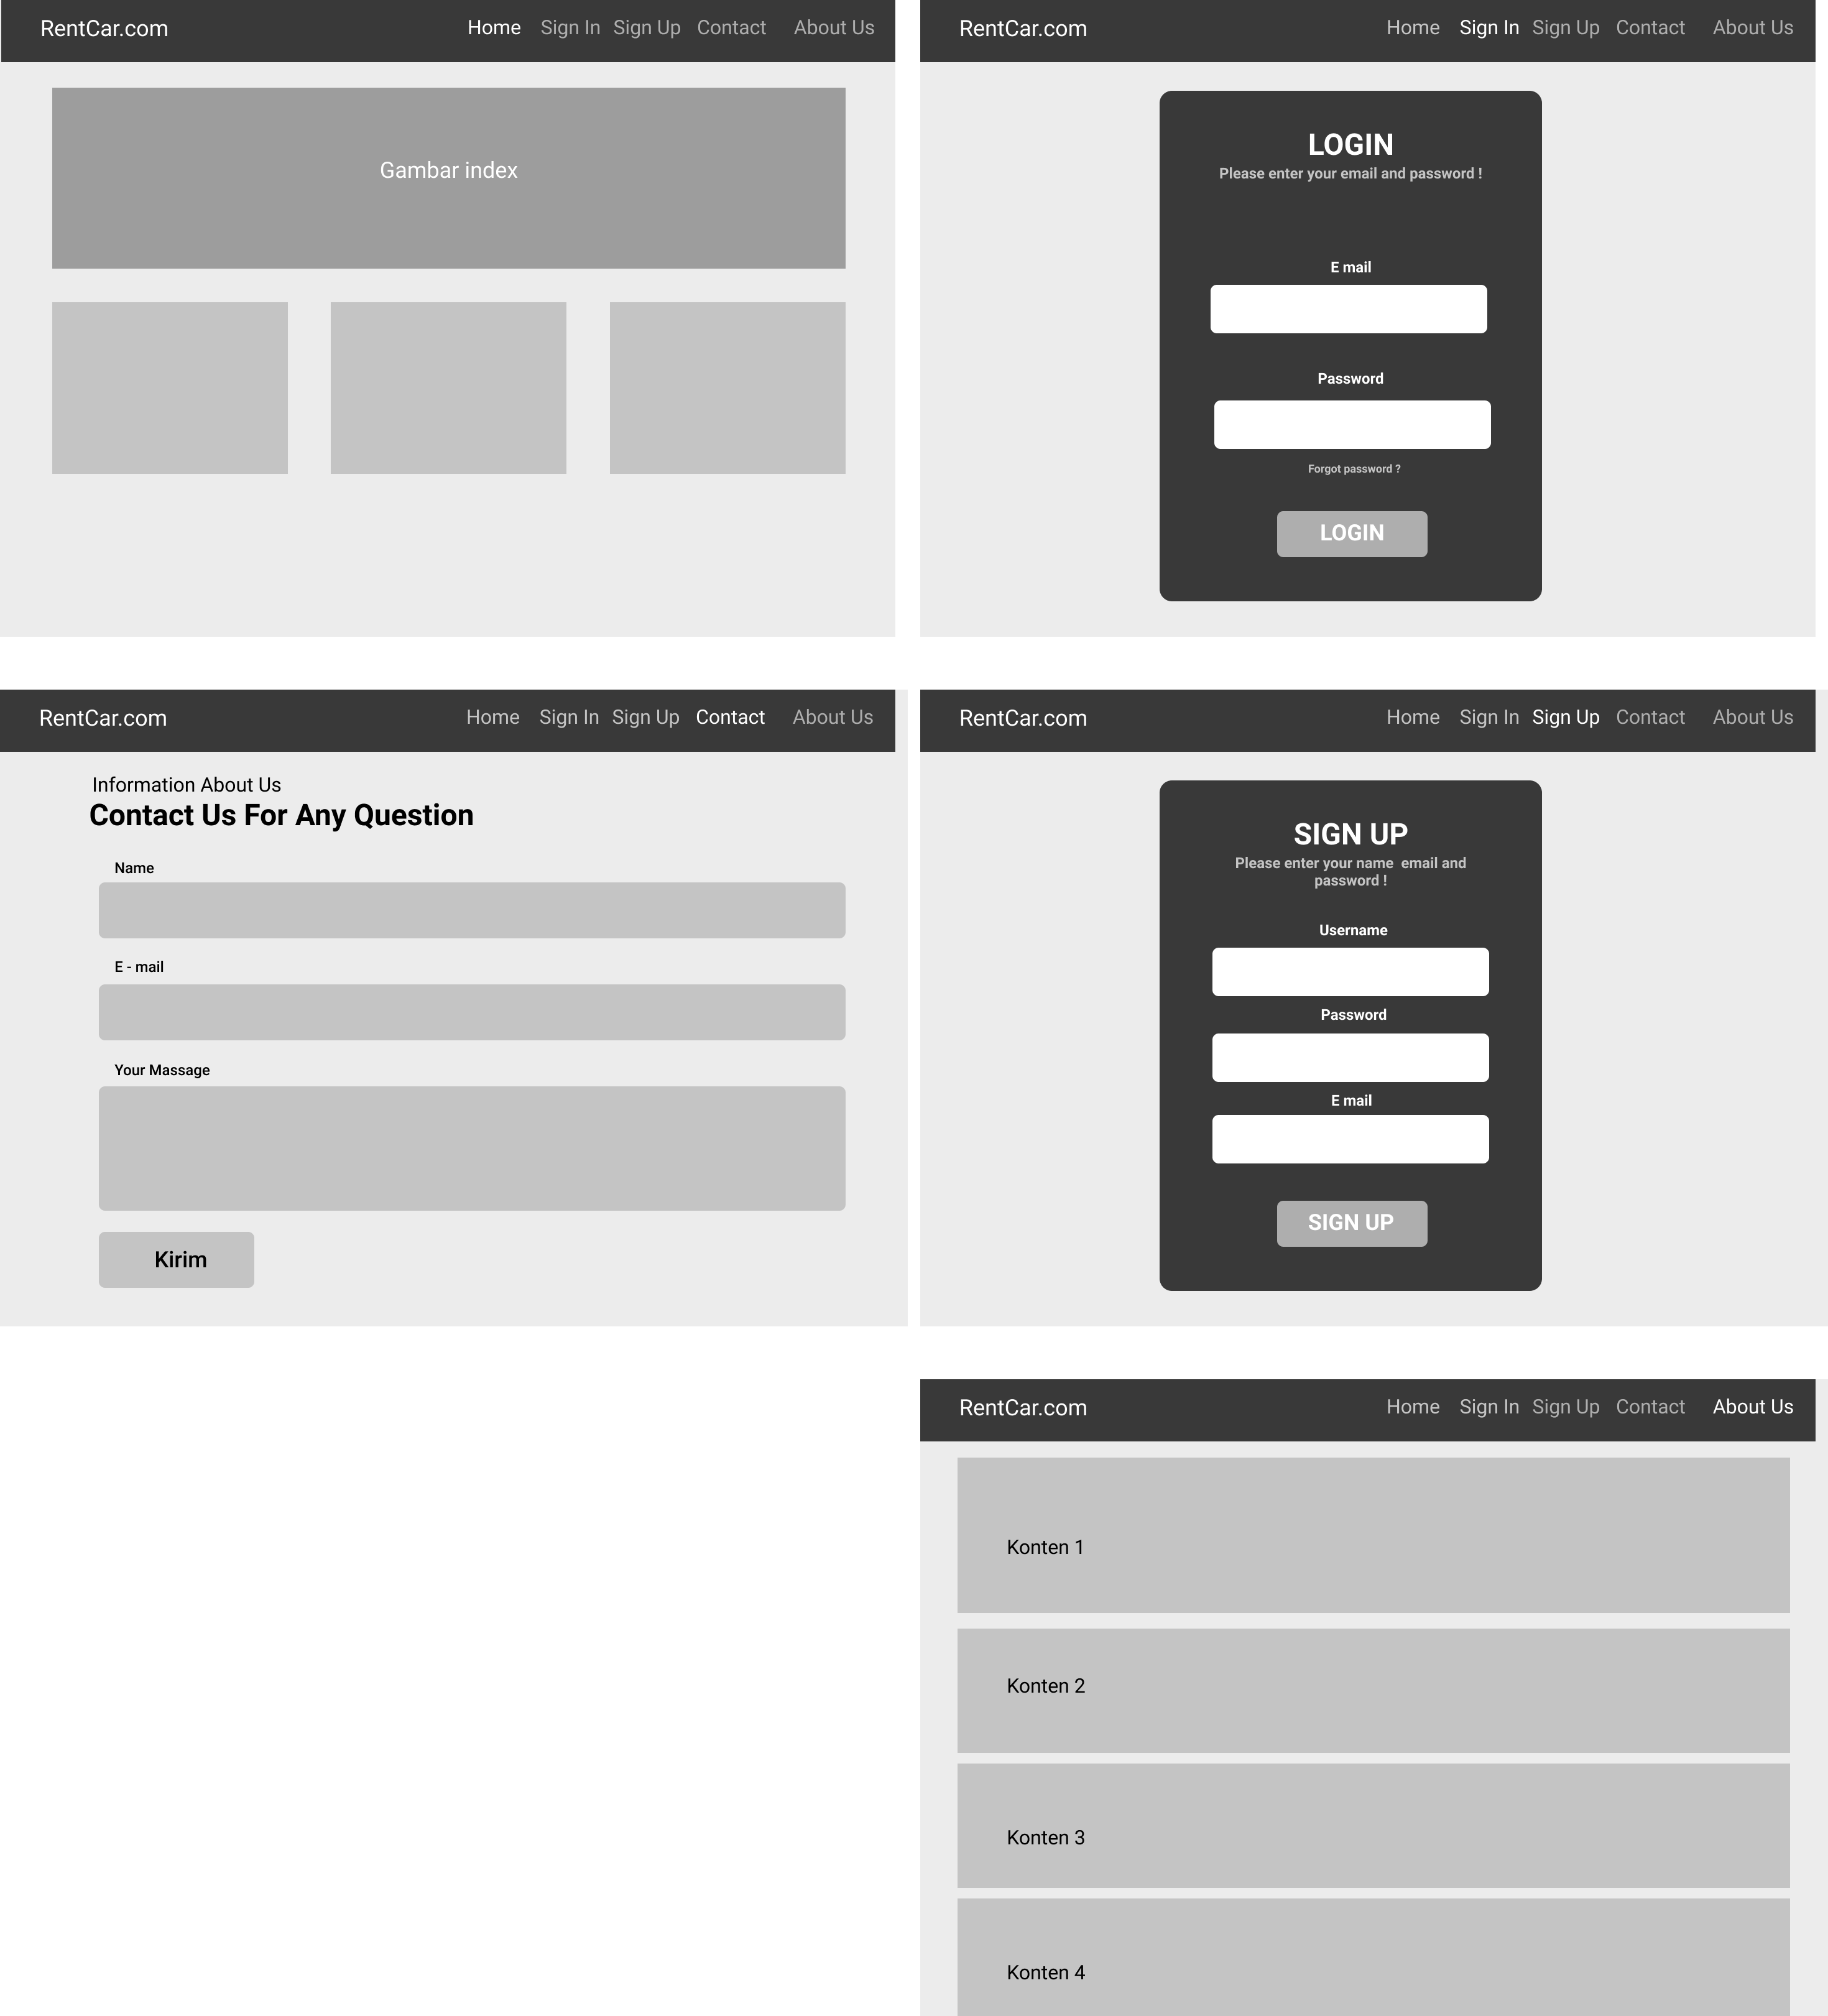 RentCar.com
Home Sign In Sign Up Contact About Us
Gambar index
RentCar.com
Home Sign In Sign Up Contact About Us
LOGIN
Please enter your email and password !
E mail
Password
Forgot password ?
LOGIN
RentCar.com
Home Sign In Sign Up Contact About Us
Information About Us
Contact Us For Any Question
Name
E - mail
Your Massage
Kirim
RentCar.com
Home Sign In Sign Up Contact About Us
SIGN UP
Please enter your name email and
password !
Username
Password
E mail
SIGN UP
RentCar.com
Home Sign In Sign Up Contact About Us
Konten 1
Konten 2
Konten 3
Konten 4